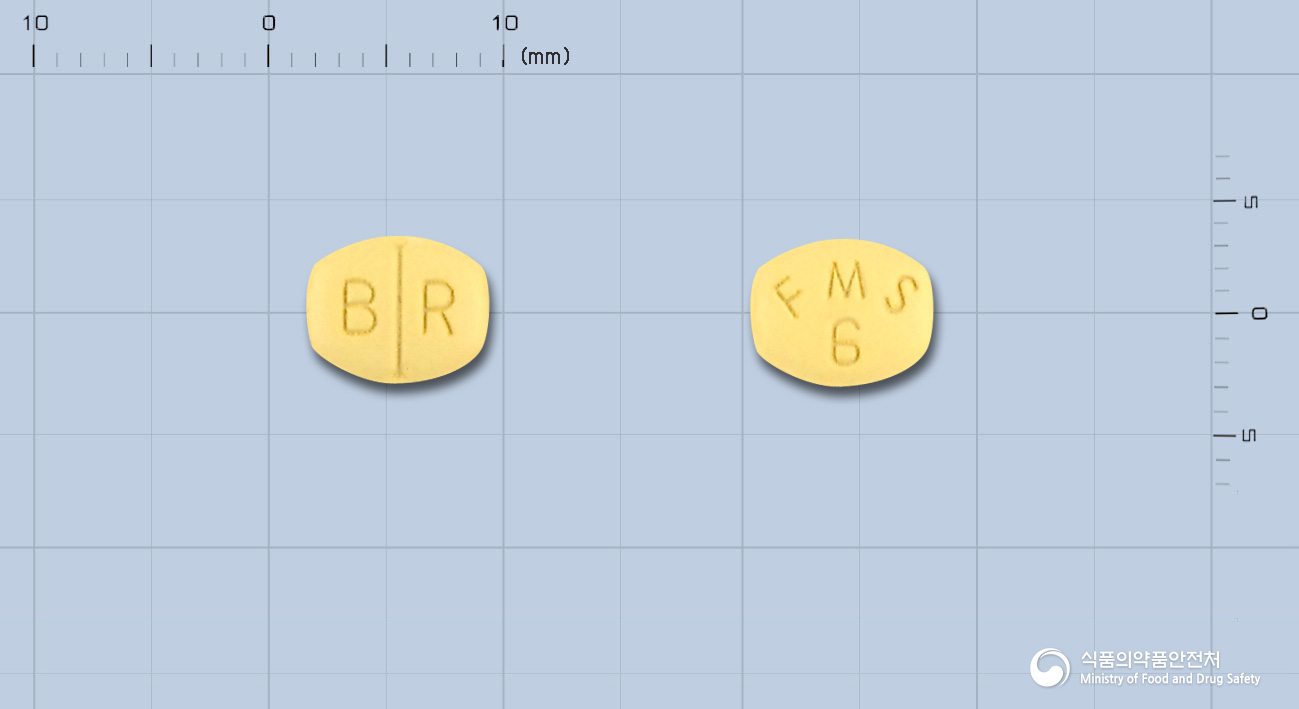 10 0 10 (mm)
B R
F M S
6
5
0
5
식품의약품안전처
Ministry of Food and Drug Safety